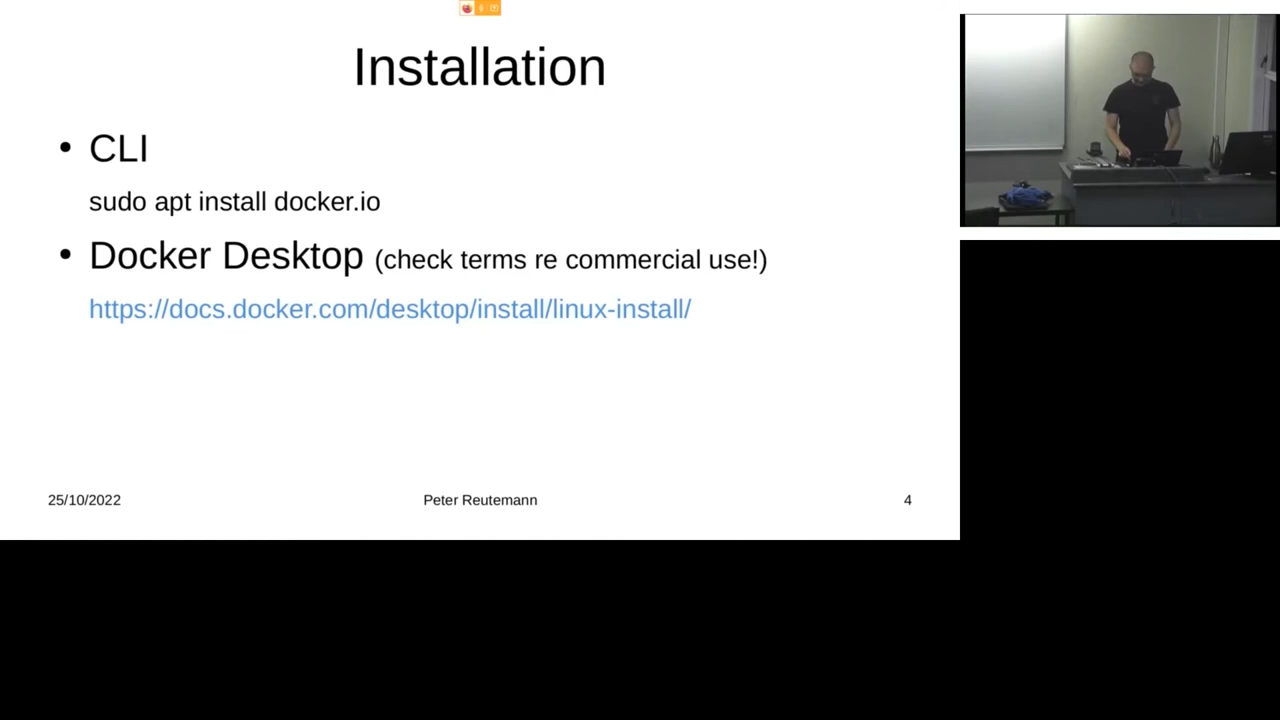 Installation
• CLI
sudo apt install docker.io
• Docker Desktop (check terms re commercial use!)
https://docs.docker.com/desktop/install/linux-install/
25/10/2022
Peter Reutemann
4